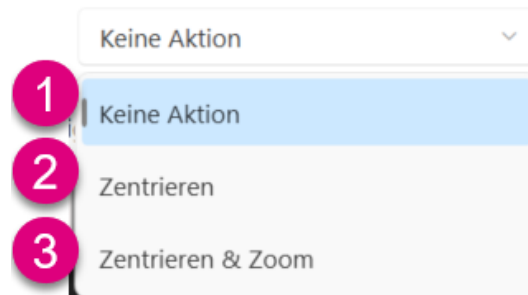 Keine Aktion
1 Keine Aktion
2 Zentrieren
3 Zentrieren & Zoom